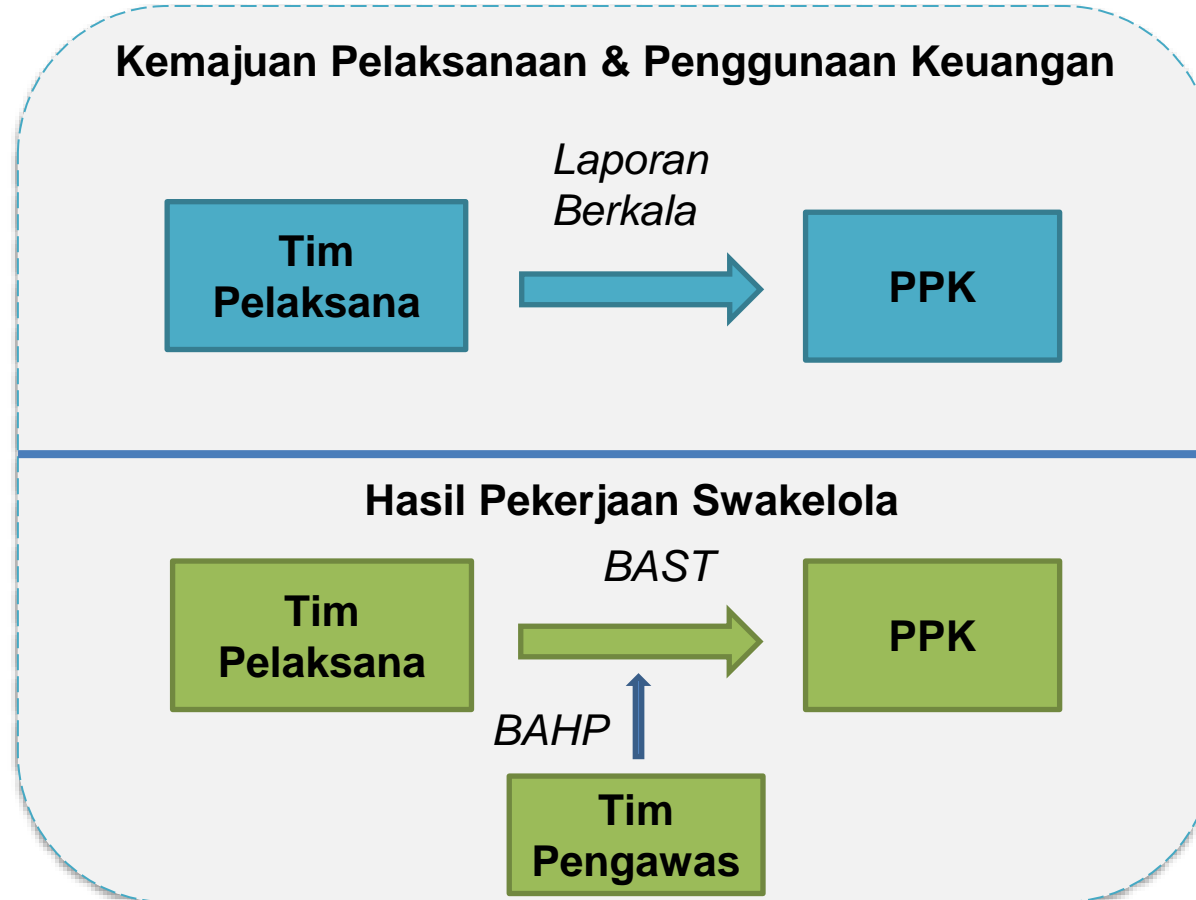 Kemajuan Pelaksanaan & Penggunaan Keuangan
Laporan
Berkala
Tim
Pelaksana
PPK
Hasil Pekerjaan Swakelola
BAST
Tim
Pelaksana
PPK
BAHP
Tim
Pengawas